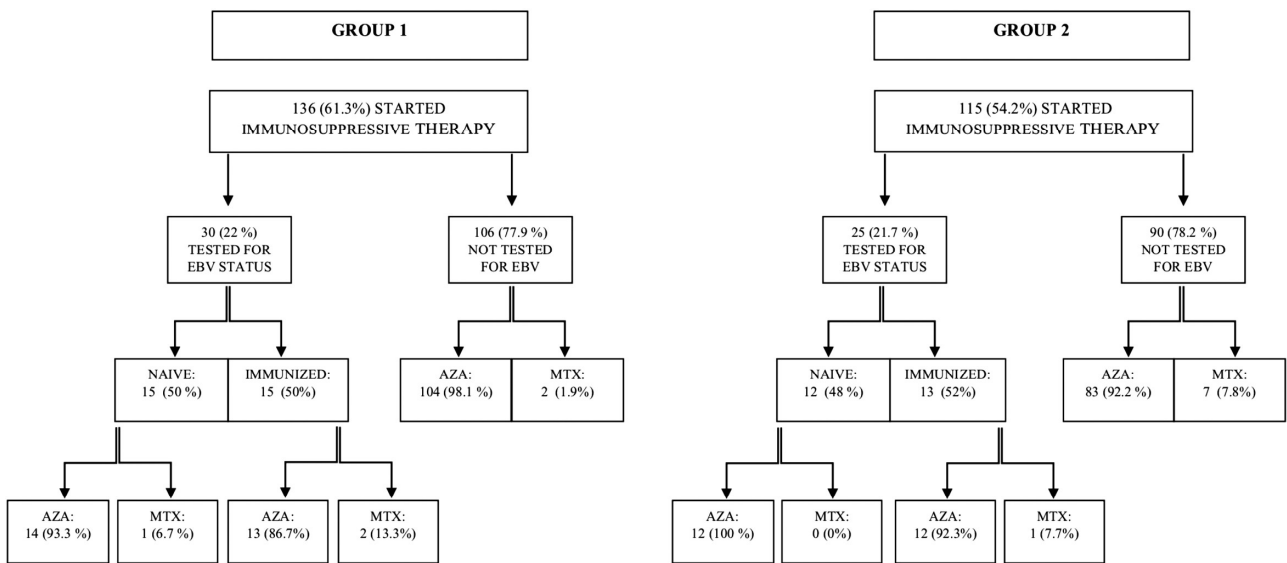 GROUP 1
136 (61.3%) STARTED
IMMUNOSUPPRESSIVE THERAPY
30 (22 %)
TESTED FOR
EBV STATUS
106 (77.9 %)
NOT TESTED
FOR EBV
NAIVE:
15 (50 %)
IMMUNIZED:
15 (50%)
AZA:
104 (98.1 %)
MTX:
2 (1.9%)
AZA:
14 (93.3 %)
MTX:
1 (6.7 %)
AZA:
13 (86.7%)
MTX:
2 (13.3%)
GROUP 2
115 (54.2%) STARTED
IMMUNOSUPPRESSIVE THERAPY
25 (21.7 %)
TESTED FOR
EBV STATUS
90 (78.2 %)
NOT TESTED
FOR EBV
NAIVE:
12 (48 %)
IMMUNIZED:
13 (52%)
AZA:
83 (92.2 %)
MTX:
7 (7.8%)
AZA:
12 (100 %)
MTX:
0 (0%)
AZA:
12 (92.3%)
MTX:
1 (7.7%)